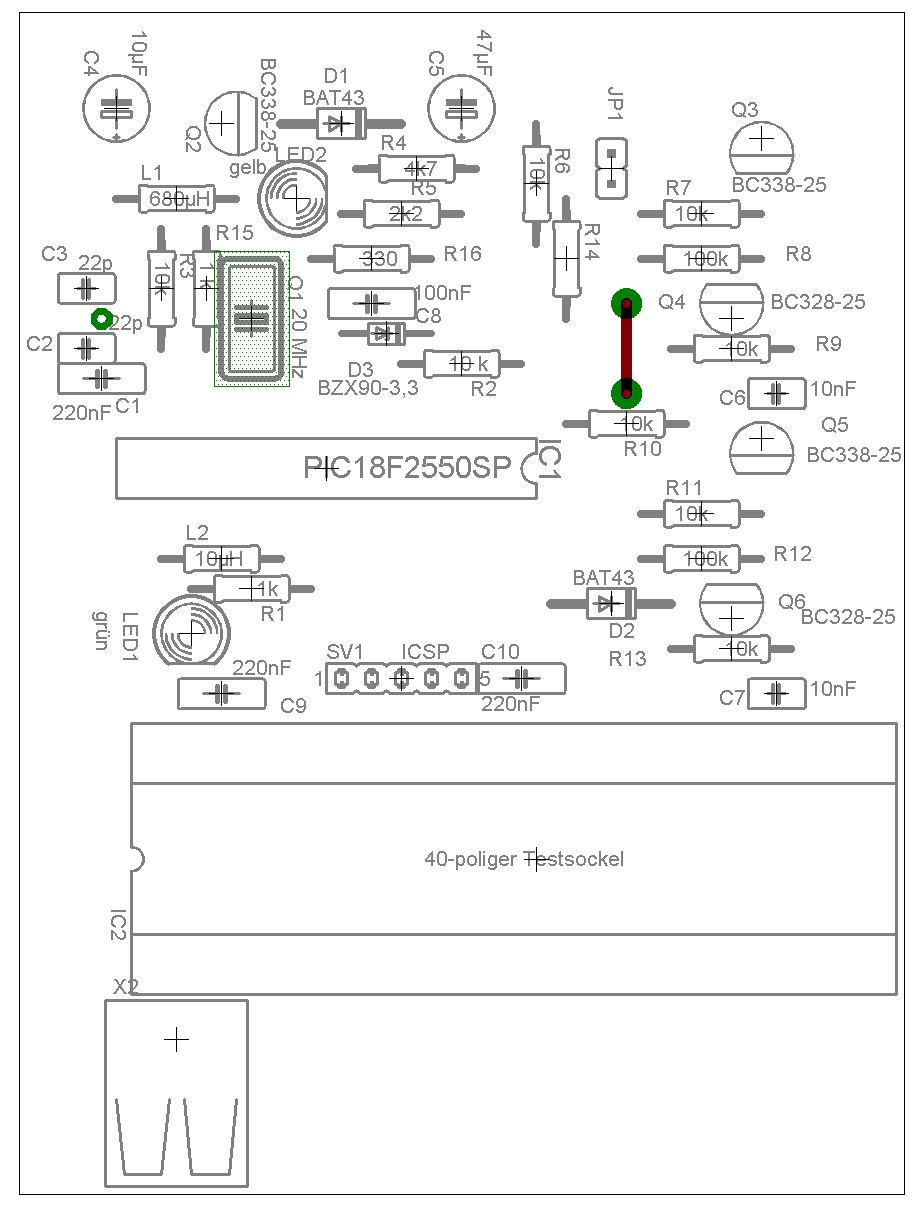 C4
10µF
Q2
BC338-25
D1
BAT43
C5
47µF
JP1
Q3
BC338-25
gelb
LED2
R4
4k7
R6
10k
L1
680µH
R5
2k2
R14
R7
10k
C3
22p
R3
10k
R15
1k
Q1 20 MHz
330
R16
100k
R8
100nF
C8
Q4
BC328-25
C2
22p
D3
BZX90-3,3
10 k
R2
10k
R9
220nF
C1
C6
10nF
10k
R10
Q5
BC338-25
PIC18F2550SP
IC1
R11
10k
L2
10µH
100k
R12
1k
R1
BAT43
D2
Q6
BC328-25
LED1
grün
R13
10k
SV1
ICSP
1
5
C10
220nF
220nF
C9
C7
10nF
40-poliger Testsockel
IC2
X2